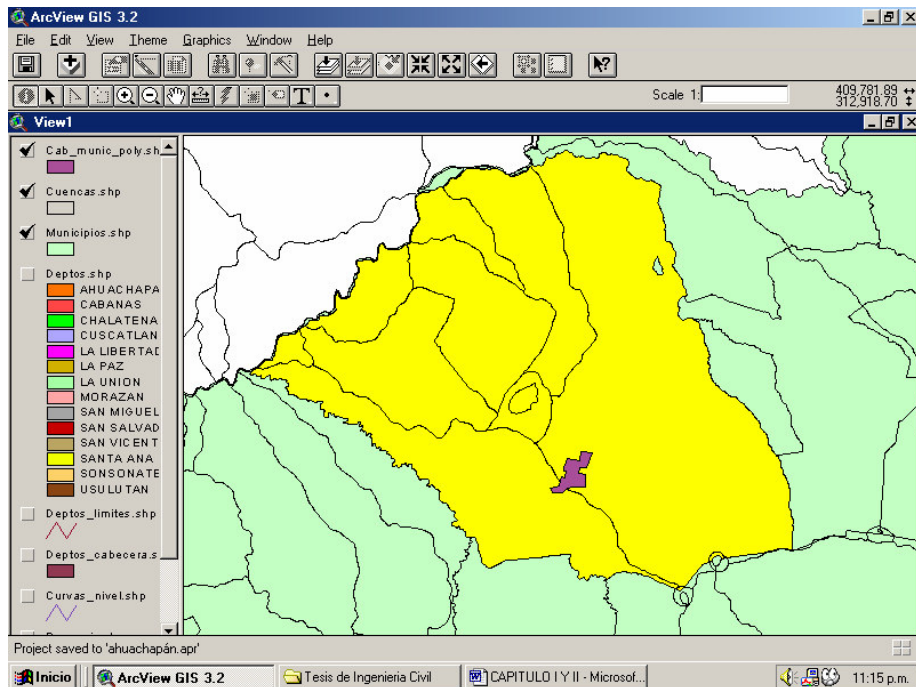 ArcView GIS 3.2
File Edit View Theme Graphics Window Help
Scale 1:
409,781.89
312,918.70
View1
Cab_munic_poly.sh
Cuencas.shp
Municipios.shp
Deptos.shp
AHUACHAPA
CABANAS
CHALATENA
CUSCATLAN
LA LIBERTAD
LA PAZ
LA UNION
MORAZAN
SAN MIGUEL
SAN SALVAD
SAN VICENT
SANTA ANA
SONSONATE
USULUTAN
Deptos_limites.shp
Deptos_cabecera.s
Curvas_nivel.shp
Project saved to 'ahuachapán.apr'
Inicio ArcView GIS 3.2 Tesis de Ingenieria Civil CAPITULO I Y II - Microsof... 11:15 p.m.